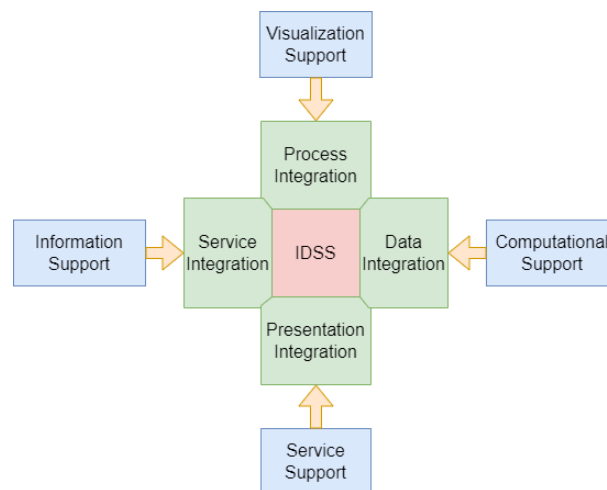 Visualization
Support
Process
Integration
Information
Support
Service
Integration
IDSS
Data
Integration
Computational
Support
Presentation
Integration
Service
Support